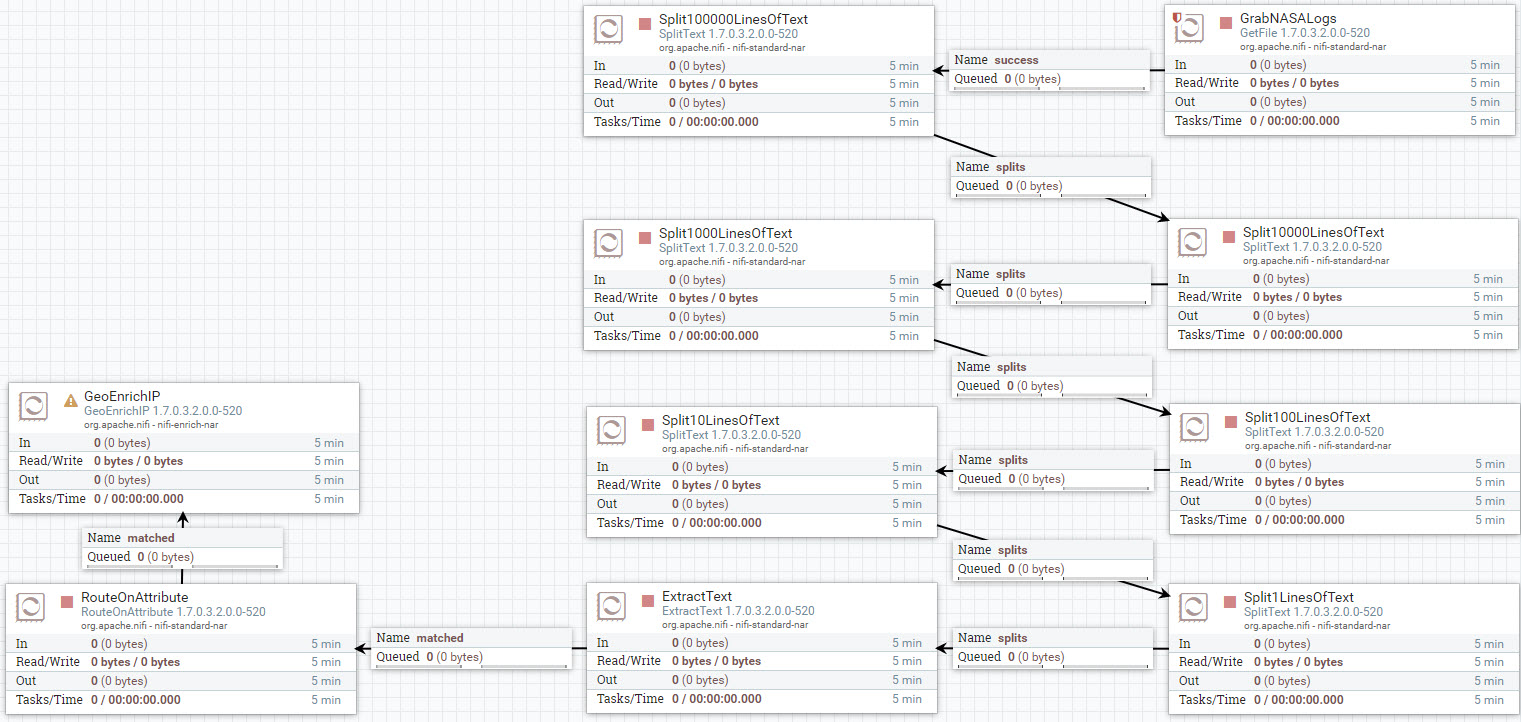 Split100000LinesOfText
SplitText 1.7.0.3.2.0.0-520
org.apache.nifi - nifi-standard-nar
In 0 (0 bytes) 5 min
Read/Write 0 bytes / 0 bytes 5 min
Out 0 (0 bytes) 5 min
Tasks/Time 0 / 00:00:00.000 5 min
Name success
Queued 0 (0 bytes)
GrabNASALogs
GetFile 1.7.0.3.2.0.0-520
org.apache.nifi - nifi-standard-nar
In 0 (0 bytes) 5 min
Read/Write 0 bytes / 0 bytes 5 min
Out 0 (0 bytes) 5 min
Tasks/Time 0 / 00:00:00.000 5 min
Name splits
Queued 0 (0 bytes)
Split1000LinesOfText
SplitText 1.7.0.3.2.0.0-520
org.apache.nifi - nifi-standard-nar
In 0 (0 bytes) 5 min
Read/Write 0 bytes / 0 bytes 5 min
Out 0 (0 bytes) 5 min
Tasks/Time 0 / 00:00:00.000 5 min
Name splits
Queued 0 (0 bytes)
Split10000LinesOfText
SplitText 1.7.0.3.2.0.0-520
org.apache.nifi - nifi-standard-nar
In 0 (0 bytes) 5 min
Read/Write 0 bytes / 0 bytes 5 min
Out 0 (0 bytes) 5 min
Tasks/Time 0 / 00:00:00.000 5 min
Name splits
Queued 0 (0 bytes)
GeoEnrichIP
GeoEnrichIP 1.7.0.3.2.0.0-520
org.apache.nifi - nifi-enrich-nar
In 0 (0 bytes) 5 min
Read/Write 0 bytes / 0 bytes 5 min
Out 0 (0 bytes) 5 min
Tasks/Time 0 / 00:00:00.000 5 min
Split10LinesOfText
SplitText 1.7.0.3.2.0.0-520
org.apache.nifi - nifi-standard-nar
In 0 (0 bytes) 5 min
Read/Write 0 bytes / 0 bytes 5 min
Out 0 (0 bytes) 5 min
Tasks/Time 0 / 00:00:00.000 5 min
Name splits
Queued 0 (0 bytes)
Split100LinesOfText
SplitText 1.7.0.3.2.0.0-520
org.apache.nifi - nifi-standard-nar
In 0 (0 bytes) 5 min
Read/Write 0 bytes / 0 bytes 5 min
Out 0 (0 bytes) 5 min
Tasks/Time 0 / 00:00:00.000 5 min
Name matched
Queued 0 (0 bytes)
Name splits
Queued 0 (0 bytes)
RouteOnAttribute
RouteOnAttribute 1.7.0.3.2.0.0-520
org.apache.nifi - nifi-standard-nar
In 0 (0 bytes) 5 min
Read/Write 0 bytes / 0 bytes 5 min
Out 0 (0 bytes) 5 min
Tasks/Time 0 / 00:00:00.000 5 min
Name matched
Queued 0 (0 bytes)
ExtractText
ExtractText 1.7.0.3.2.0.0-520
org.apache.nifi - nifi-standard-nar
In 0 (0 bytes) 5 min
Read/Write 0 bytes / 0 bytes 5 min
Out 0 (0 bytes) 5 min
Tasks/Time 0 / 00:00:00.000 5 min
Name splits
Queued 0 (0 bytes)
Split1LinesOfText
SplitText 1.7.0.3.2.0.0-520
org.apache.nifi - nifi-standard-nar
In 0 (0 bytes) 5 min
Read/Write 0 bytes / 0 bytes 5 min
Out 0 (0 bytes) 5 min
Tasks/Time 0 / 00:00:00.000 5 min